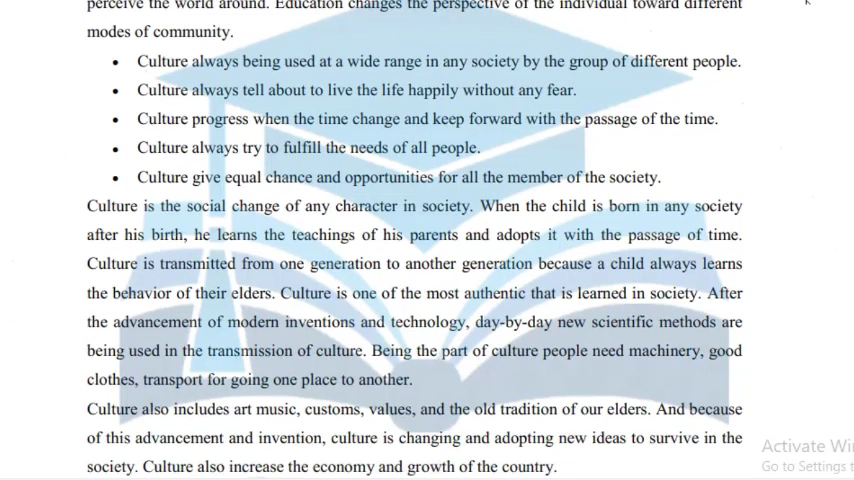 perceive the world around. Education changes the perspective of the individual toward different
modes of community.
• Culture always being used at a wide range in any society by the group of different people.
• Culture always tell about to live the life happily without any fear.
• Culture progress when the time change and keep forward with the passage of the time.
• Culture always try to fulfill the needs of all people.
• Culture give equal chance and opportunities for all the member of the society.
Culture is the social change of any character in society. When the child is born in any society
after his birth, he learns the teachings of his parents and adopts it with the passage of time.
Culture is transmitted from one generation to another generation because a child always learns
the behavior of their elders. Culture is one of the most authentic that is learned in society. After
the advancement of modern inventions and technology, day-by-day new scientific methods are
being used in the transmission of culture. Being the part of culture people need machinery, good
clothes, transport for going one place to another.
Culture also includes art music, customs, values, and the old tradition of our elders. And because
of this advancement and invention, culture is changing and adopting new ideas to survive in the
society. Culture also increase the economy and growth of the country.
Activate Wi
Go to Settings t